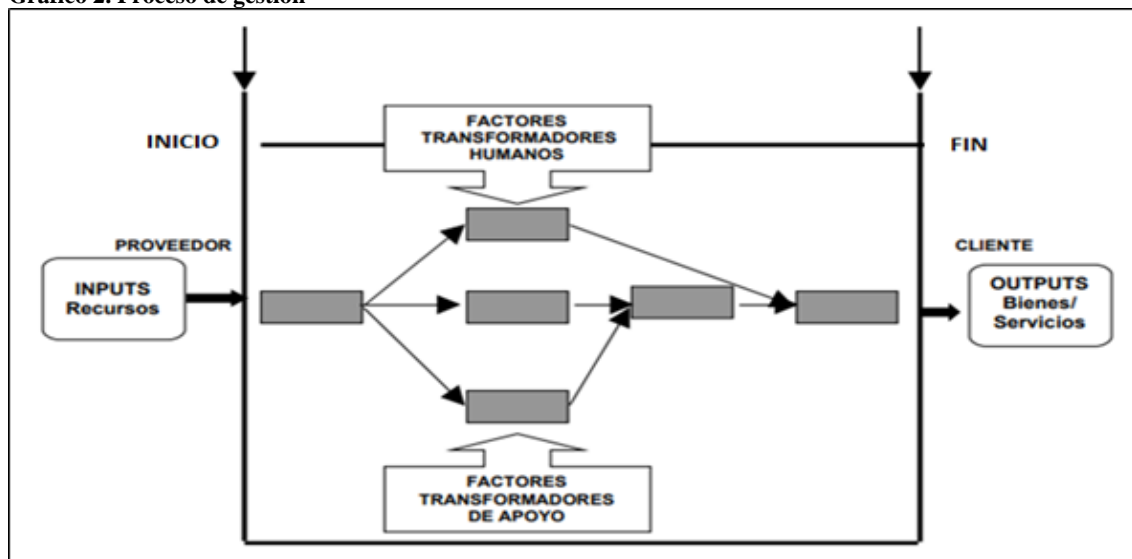 Gráfico 2. Proceso de gestión
FACTORES
TRANSFORMADORES
HUMANOS
INICIO
FIN
PROVEEDOR
CLIENTE
INPUTS
Recursos
OUTPUTS
Bienes/
Servicios
FACTORES
TRANSFORMADORES
DE APOYO